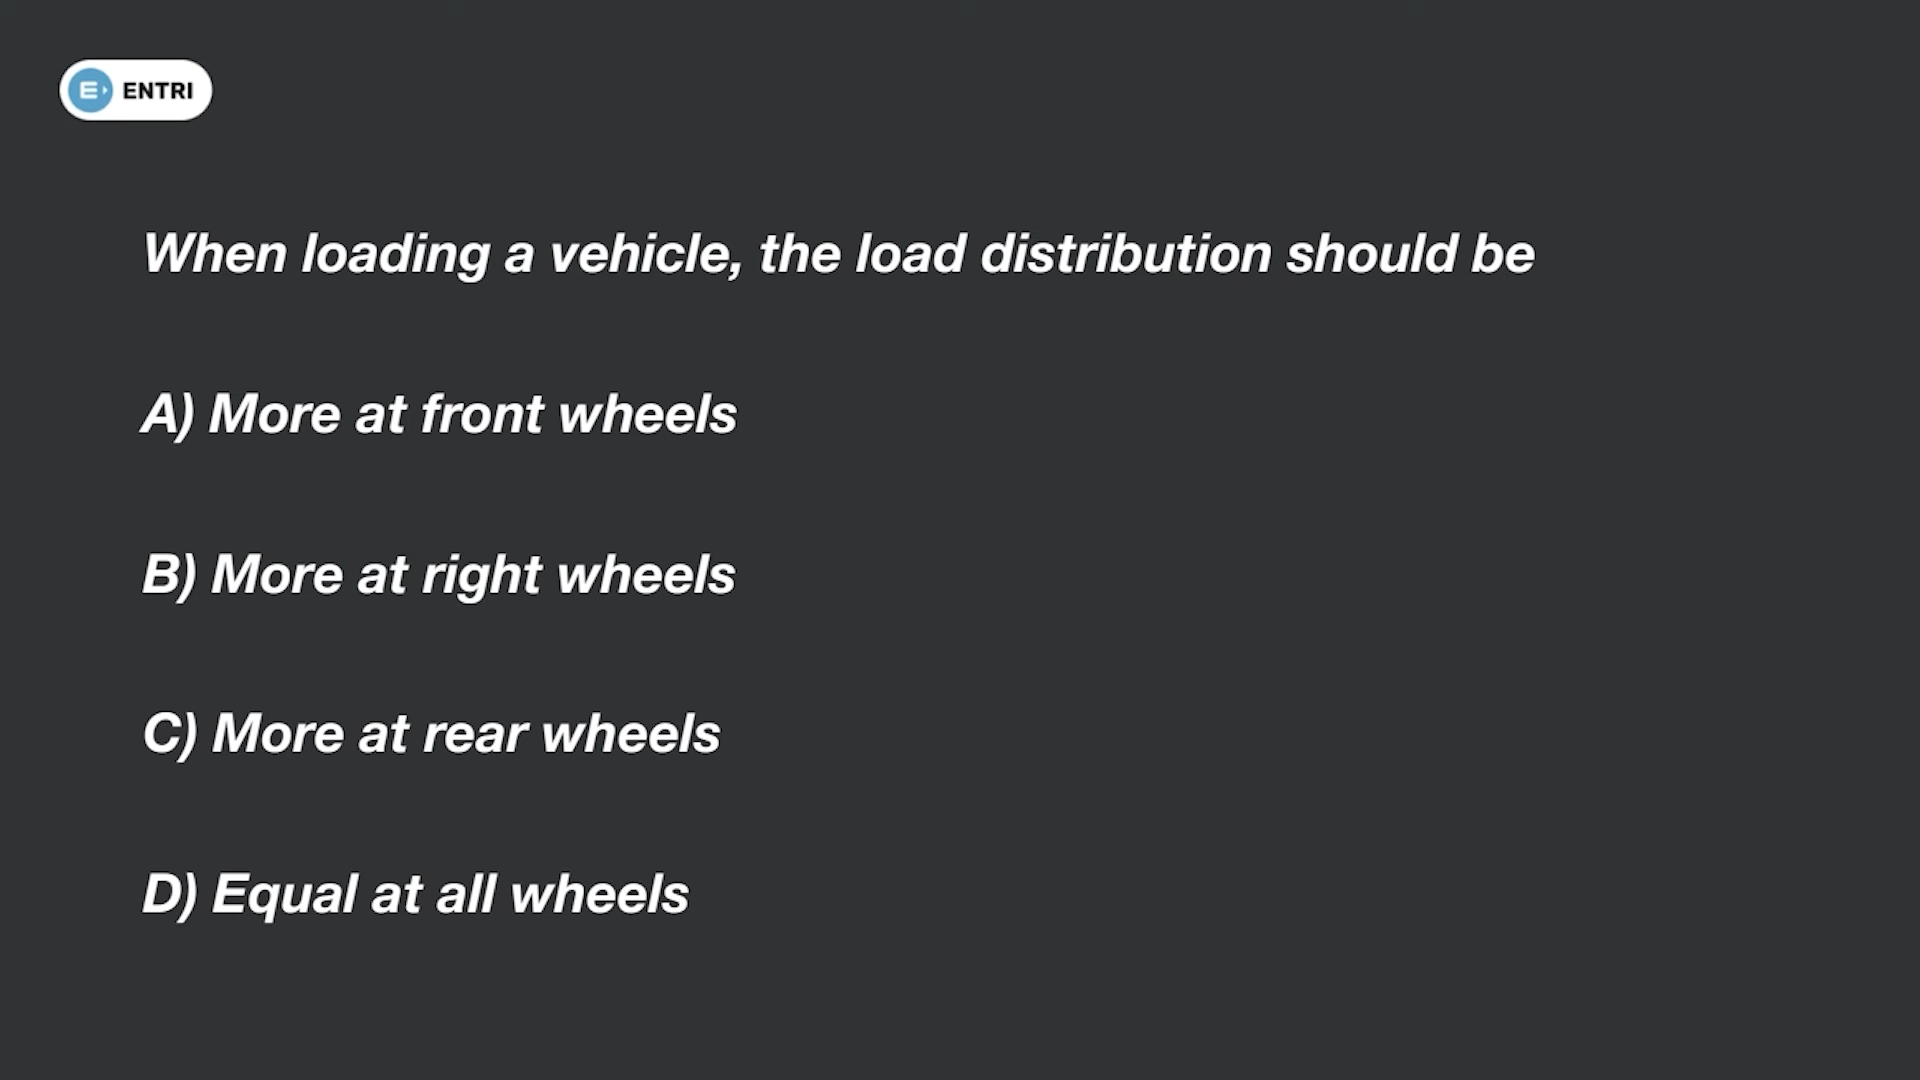 ENTRI
When loading a vehicle, the load distribution should be
A) More at front wheels
B) More at right wheels
C) More at rear wheels
D) Equal at all wheels